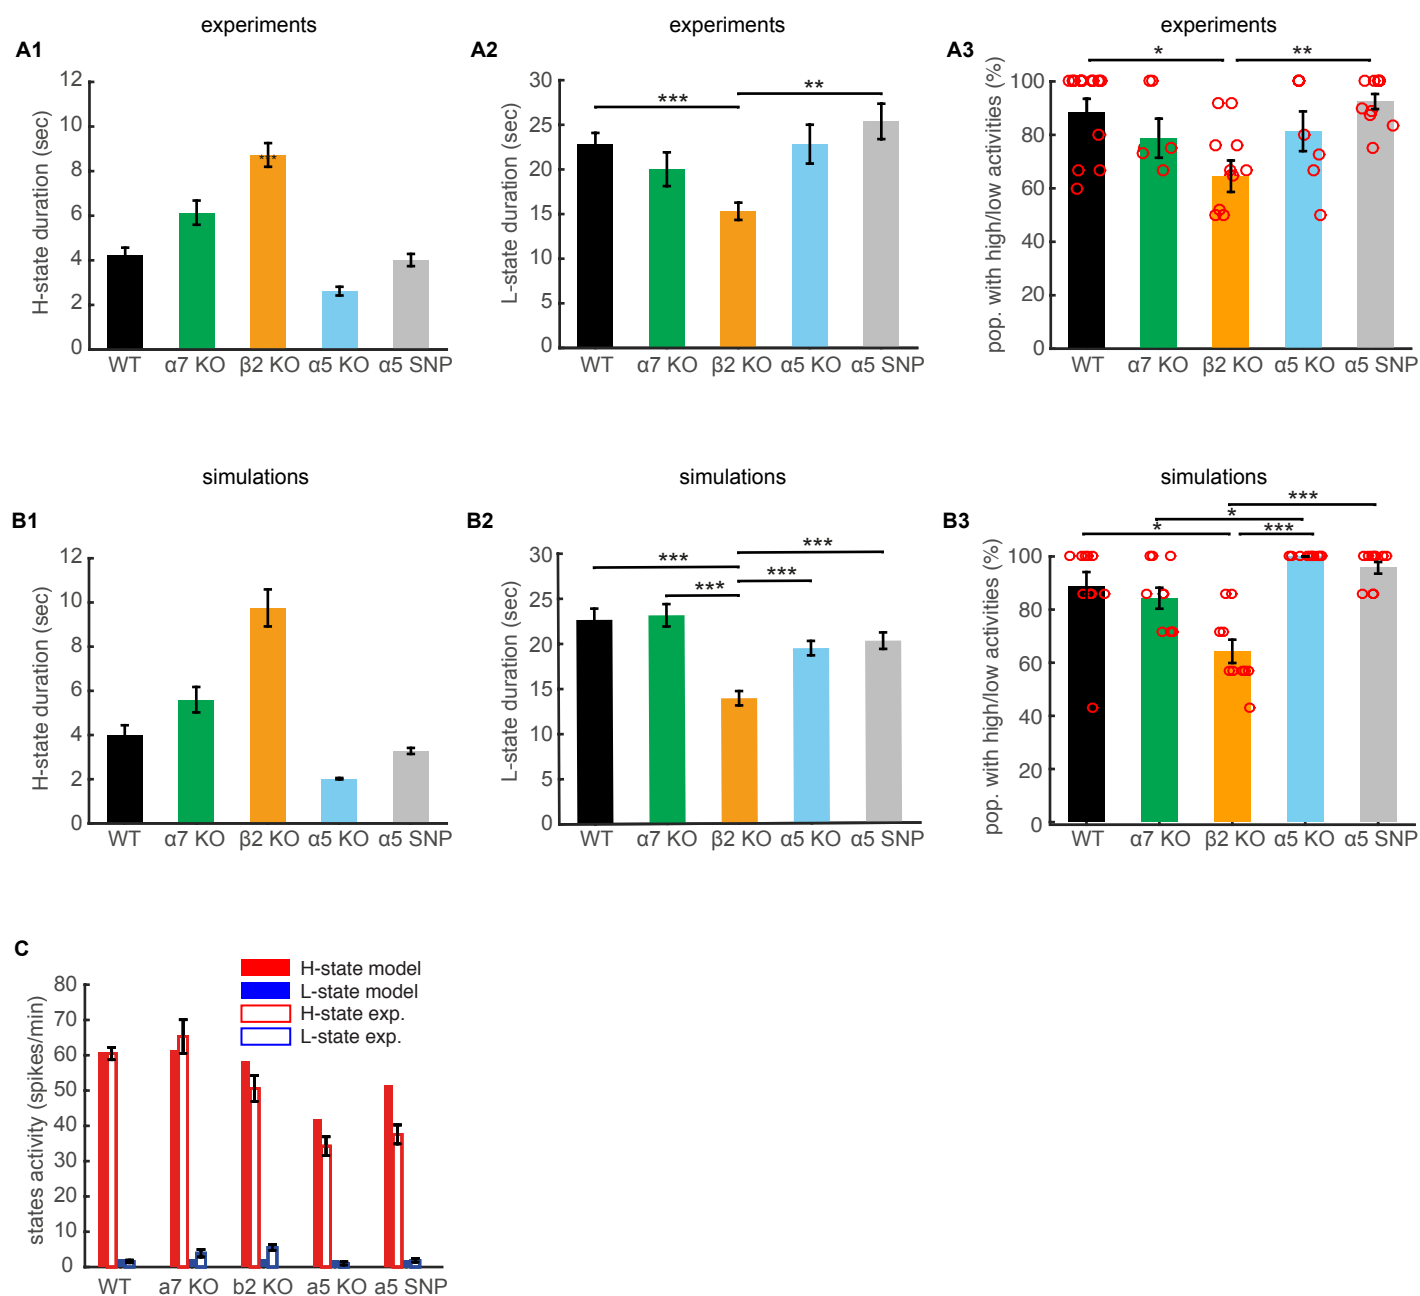 experiments
A1
H-state duration (sec)
12
10
8
6
4
2
0
***
WT α7 KO β2 KO α5 KO α5 SNP
experiments
A2
L-state duration (sec)
30
25
20
15
10
5
0
*** **
WT α7 KO β2 KO α5 KO α5 SNP
experiments
A3
pop. with high/low activities (%)
100
80
60
40
20
0
* **
WT α7 KO β2 KO α5 KO α5 SNP
simulations
B1
H-state duration (sec)
12
10
8
6
4
2
0
WT α7 KO β2 KO α5 KO α5 SNP
simulations
B2
L-state duration (sec)
30
25
20
15
10
5
0
*** ***
*** ***
WT α7 KO β2 KO α5 KO α5 SNP
simulations
B3
pop. with high/low activities (%)
100
80
60
40
20
0
***
*
* ***
WT α7 KO β2 KO α5 KO α5 SNP
C
H-state model
L-state model
H-state exp.
L-state exp.
states activity (spikes/min)
80
70
60
50
40
30
20
10
0
WT a7 KO b2 KO a5 KO a5 SNP